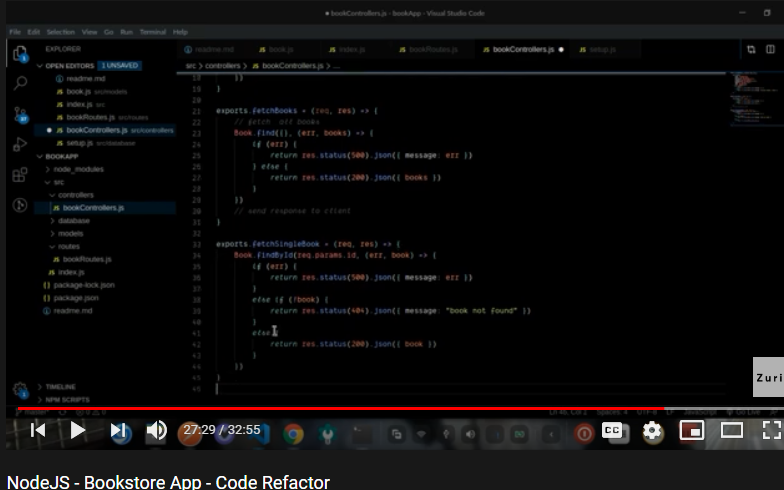 bookControllers.js - bookApp - Visual Studio Code
File Edit Selection View Go Run Terminal Help
EXPLORER
readme.md book.js index.js bookRoutes.js bookControllers.js setup.js
OPEN EDITORS 1 UNSAVED
src > controllers > JS bookControllers.js > ...
readme.md
JS book.js src/models
JS index.js src
JS bookRoutes.js src/routes
JS bookControllers.js src/controllers
JS setup.js src/database
BOOKAPP
node_modules
src
controllers
JS bookControllers.js
database
models
routes
JS bookRoutes.js
JS index.js
{} package-lock.json
{} package.json
readme.md
TIMELINE
NPM SCRIPTS
18 })
19 }
20
21 exports.fetchBooks = (req, res) => {
22 // fetch all books
23 Book.find({}, (err, books) => {
24 if (err) {
25 return res.status(500).json({ message: err })
26 } else {
27 return res.status(200).json({ books })
28 }
29 })
30 // send response to client
31 }
32
33 exports.fetchSingleBook = (req, res) => {
34 Book.findById(req.params.id, (err, book) => {
35 if (err) {
36 return res.status(500).json({ message: err })
37 }
38 else if (!book) {
39 return res.status(404).json({ message: "book not found" })
40 }
41 else {
42 return res.status(200).json({ book })
43 }
44 })
45 }
Zuri
master* Ln 46, Col 1 Spaces: 4 UTF-8 JavaScript Go Live
27:29 / 32:55
CC
NodeJS - Bookstore App - Code Refactor